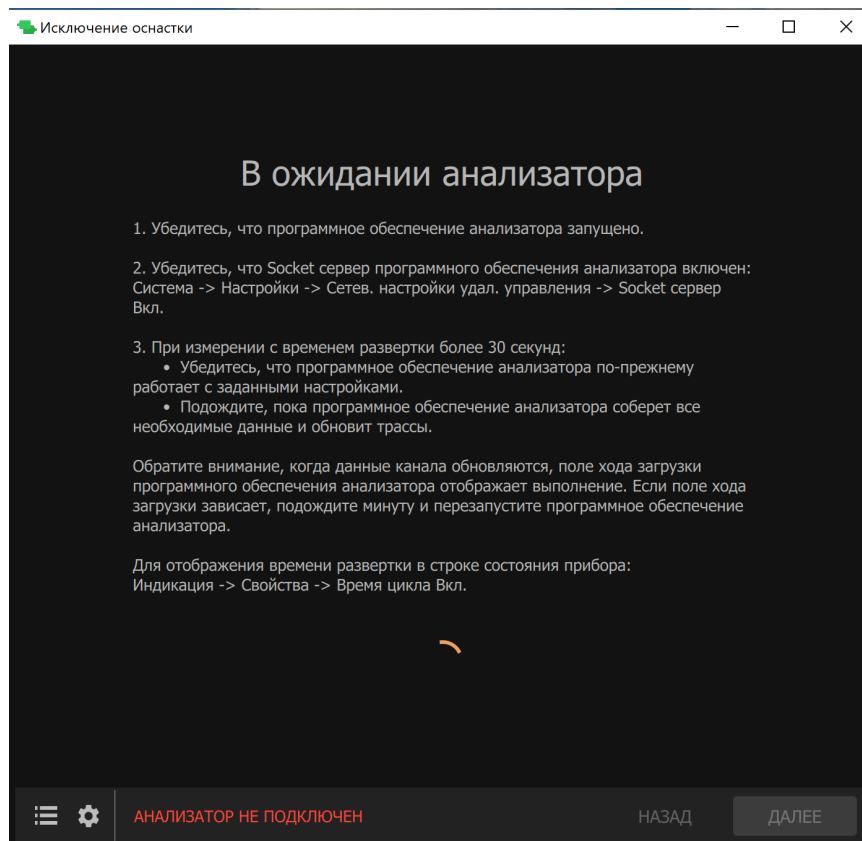 Исключение оснастки
В ожидании анализатора
1. Убедитесь, что программное обеспечение анализатора запущено.
2. Убедитесь, что Socket сервер программного обеспечения анализатора включен:
Система -> Настройки -> Сетев. настройки удал. управления -> Socket сервер
Вкл.
3. При измерении с временем развертки более 30 секунд:
• Убедитесь, что программное обеспечение анализатора по-прежнему
работает с заданными настройками.
• Подождите, пока программное обеспечение анализатора соберет все
необходимые данные и обновит трассы.
Обратите внимание, когда данные канала обновляются, поле хода загрузки
программного обеспечения анализатора отображает выполнение. Если поле хода
загрузки зависает, подождите минуту и перезапустите программное обеспечение
анализатора.
Для отображения времени развертки в строке состояния прибора:
Индикация -> Свойства -> Время цикла Вкл.
АНАЛИЗАТОР НЕ ПОДКЛЮЧЕН НАЗАД ДАЛЕЕ